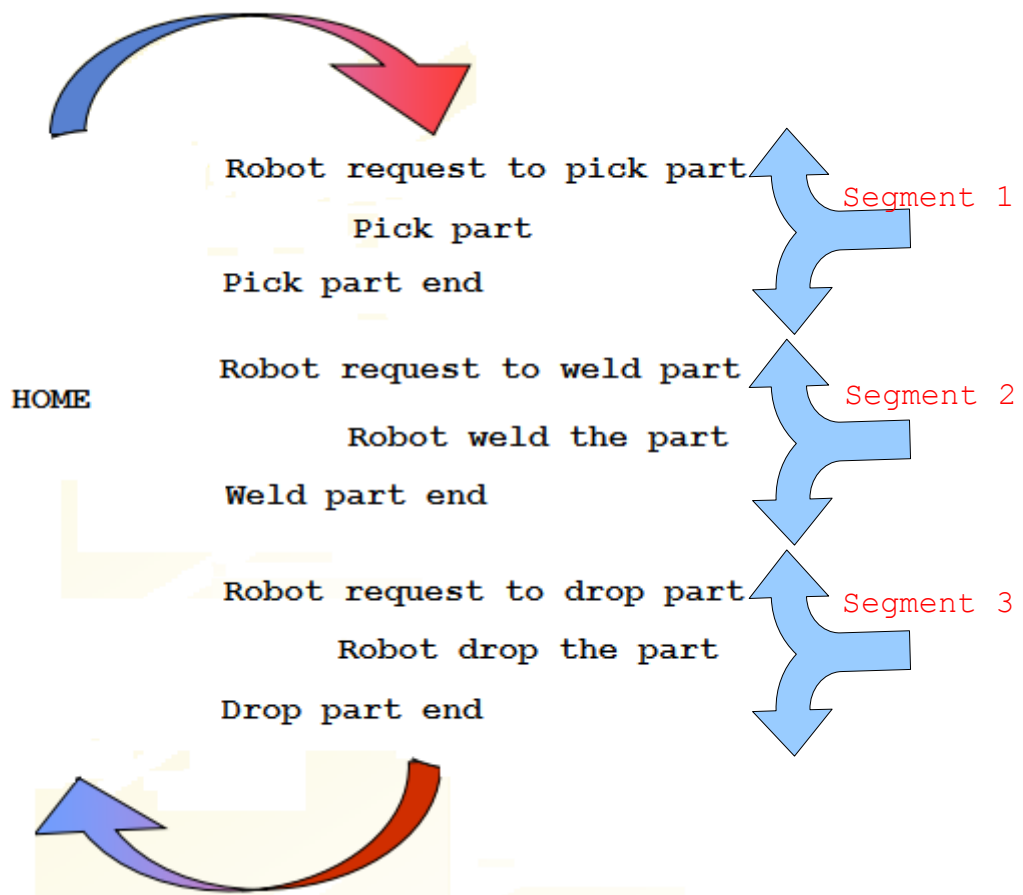 Robot request to pick part
Segment 1
Pick part
Pick part end
Robot request to weld part
HOME
Segment 2
Robot weld the part
Weld part end
Robot request to drop part
Segment 3
Robot drop the part
Drop part end